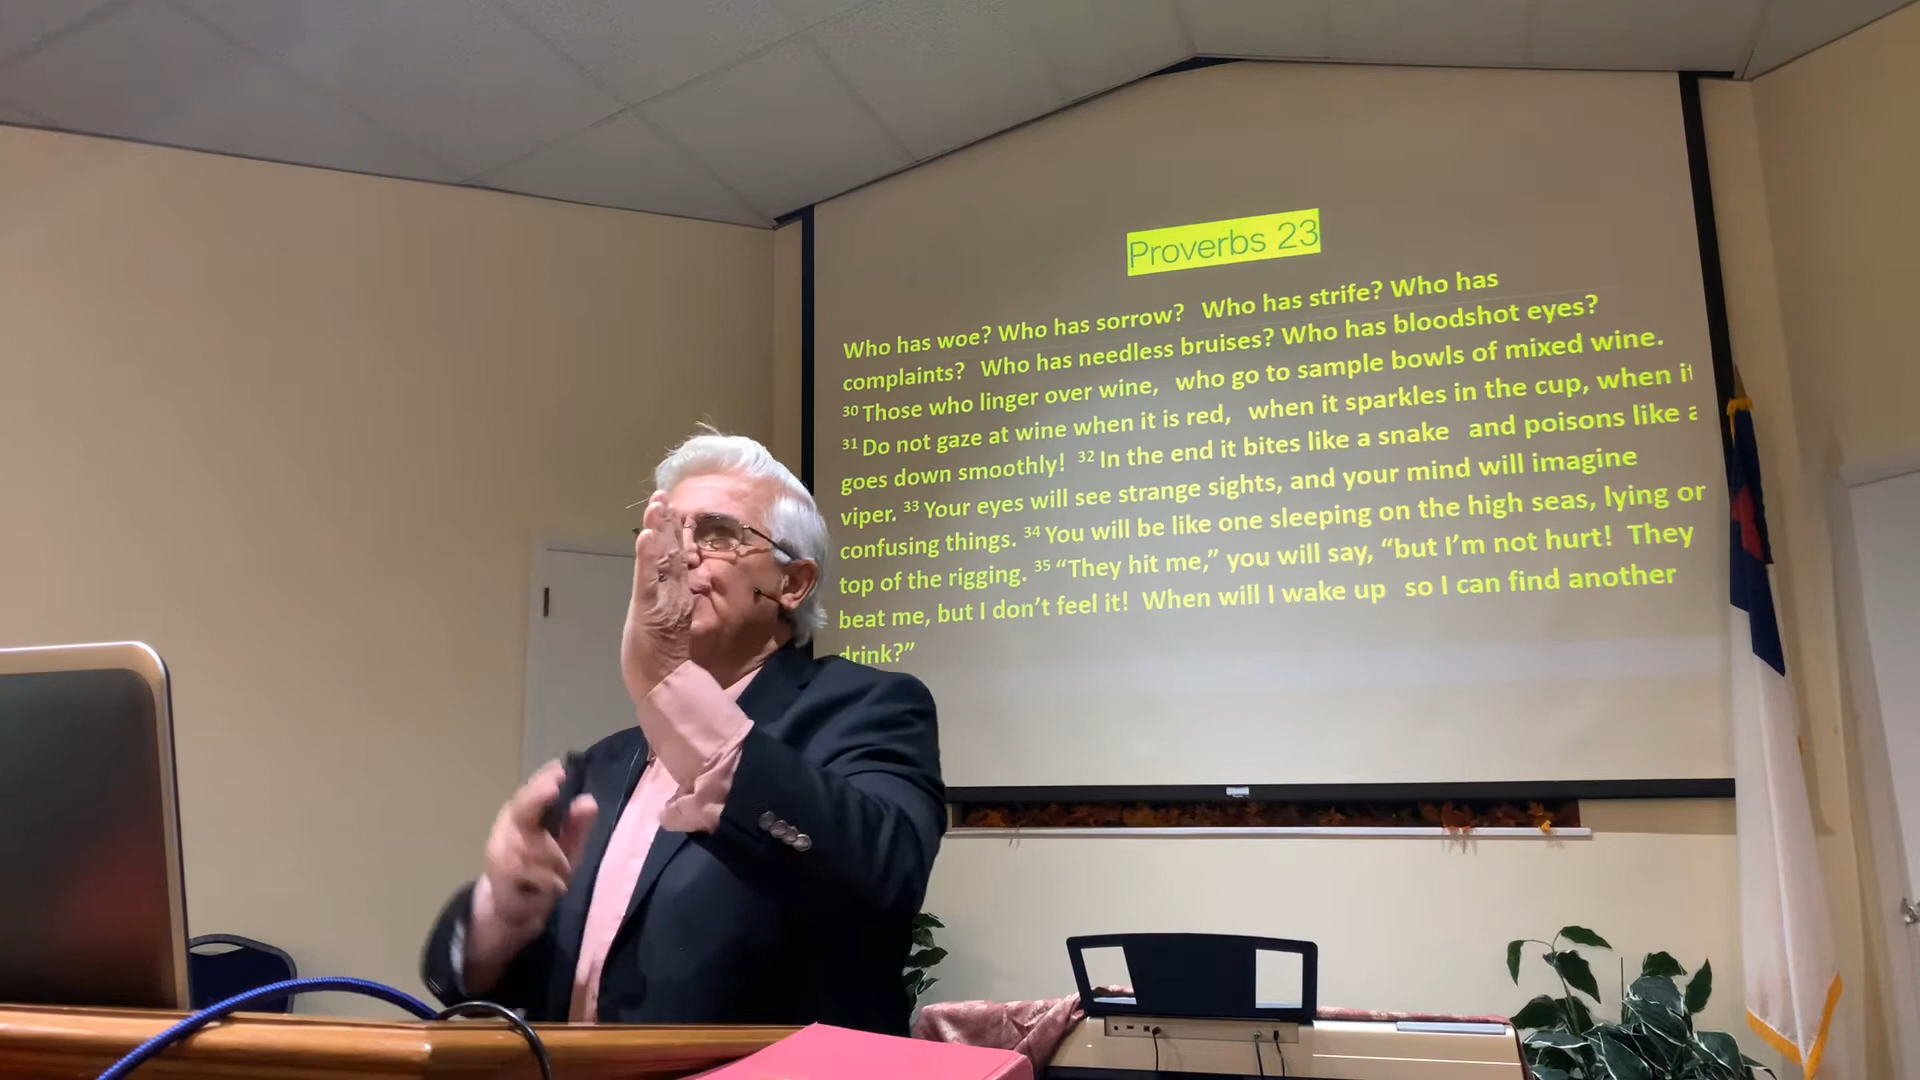 Proverbs 23
Who has woe? Who has sorrow? Who has strife? Who has
complaints? Who has needless bruises? Who has bloodshot eyes?
30 Those who linger over wine, who go to sample bowls of mixed wine.
31 Do not gaze at wine when it is red, when it sparkles in the cup, when it
goes down smoothly! 32 In the end it bites like a snake and poisons like a
viper. 33 Your eyes will see strange sights, and your mind will imagine
confusing things. 34 You will be like one sleeping on the high seas, lying on
top of the rigging. 35 “They hit me,” you will say, “but I’m not hurt! They
beat me, but I don’t feel it! When will I wake up so I can find another
drink?”